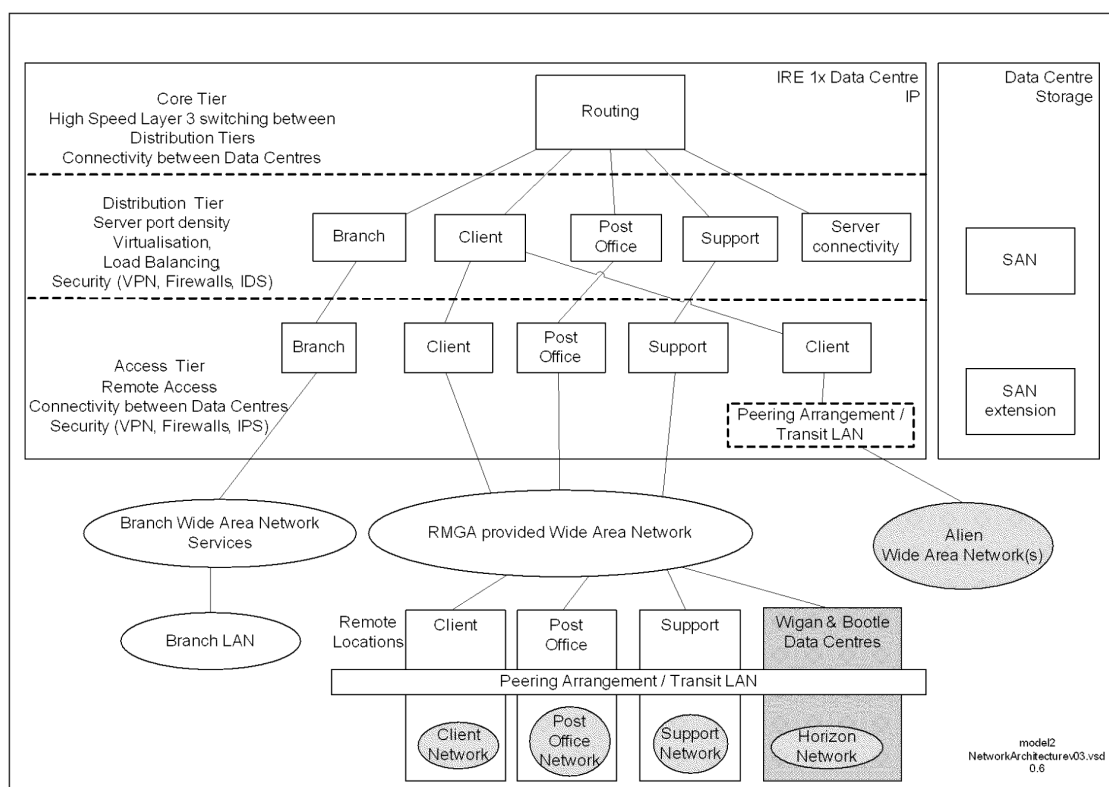 IRE 1x Data Centre
IP
Data Centre
Storage
Core Tier
High Speed Layer 3 switching between
Distribution Tiers
Connectivity between Data Centres
Routing
Distribution Tier
Server port density
Virtualisation,
Load Balancing,
Security (VPN, Firewalls, IDS)
Branch
Client
Post
Office
Support
Server
connectivity
SAN
Access Tier
Remote Access
Connectivity between Data Centres
Security (VPN, Firewalls, IPS)
Branch
Client
Post
Office
Support
Client
Peering Arrangement /
Transit LAN
SAN
extension
Branch Wide Area Network
Services
RMGA provided Wide Area Network
Alien
Wide Area Network(s)
Branch LAN
Remote
Locations
Client
Post
Office
Support
Wigan & Bootle
Data Centres
Peering Arrangement / Transit LAN
Client
Network
Post
Office
Network
Support
Network
Horizon
Network
model2
NetworkArchitecturev03.vsd
0.6